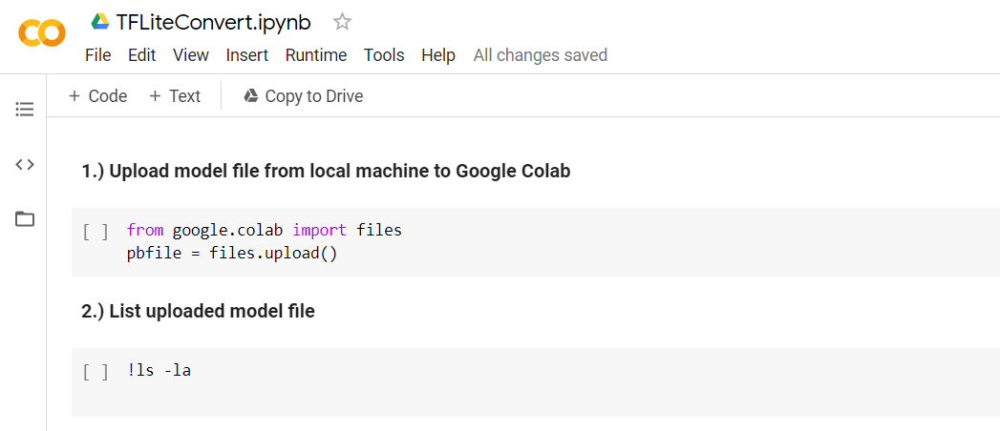 TFLiteConvert.ipynb
File Edit View Insert Runtime Tools Help All changes saved
+ Code + Text Copy to Drive
1.) Upload model file from local machine to Google Colab
[ ] from google.colab import files
pbfile = files.upload()
2.) List uploaded model file
[ ] !ls -la